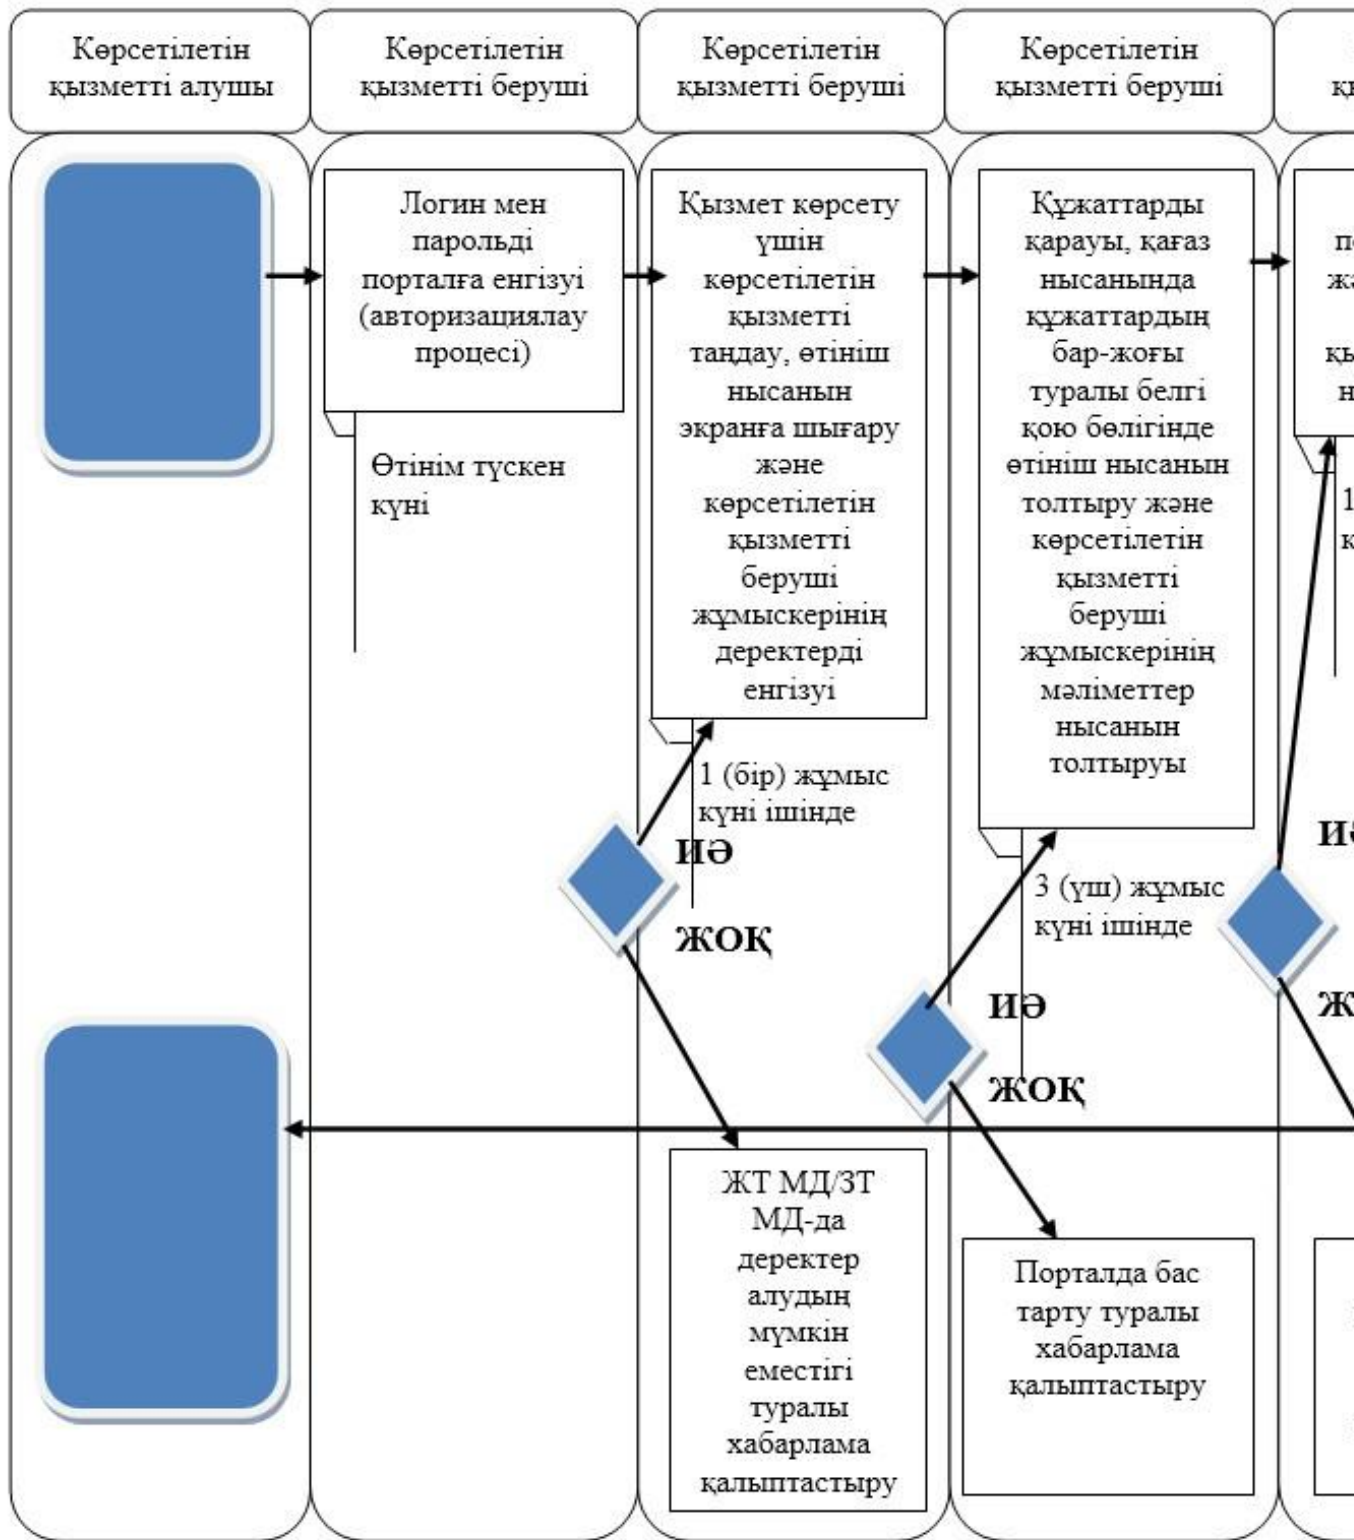 Көрсетілетін
қызметті алушы
Көрсетілетін
қызметті беруші
Көрсетілетін
қызметті беруші
Көрсетілетін
қызметті беруші
Логин мен
парольді
порталға енгізуі
(авторизациялау
процесі)
Өтінім түскен
күні
Қызмет көрсету
үшін
көрсетілетін
қызметті
таңдау, өтініш
нысанын
экранға шығару
және
көрсетілетін
қызметті
беруші
жұмыскерінің
деректерді
енгізуі
1 (бір) жұмыс
күні ішінде
ИӘ
ЖОҚ
ЖТ МД/ЗТ
МД-да
деректер
алудың
мүмкін
еместігі
туралы
хабарлама
қалыптастыру
Құжаттарды
қарауы, қағаз
нысанында
құжаттардың
бар-жоғы
туралы белгі
қою бөлігінде
өтініш нысанын
толтыру және
көрсетілетін
қызметті
беруші
жұмыскерінің
мәліметтер
нысанын
толтыруы
3 (үш) жұмыс
күні ішінде
ИӘ
ЖОҚ
Порталда бас
тарту туралы
хабарлама
қалыптастыру
1